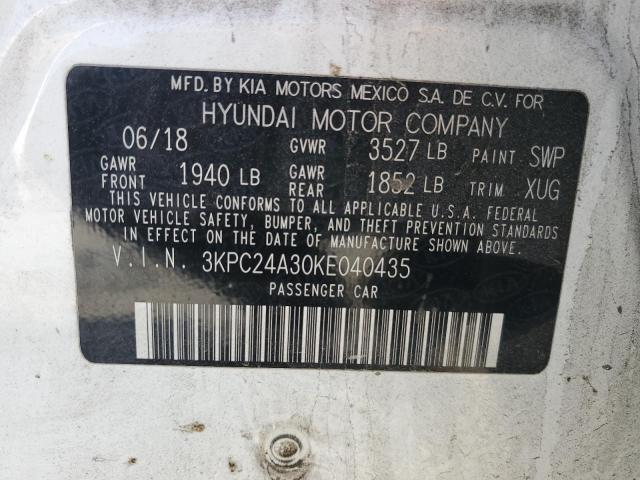 MFD. BY KIA MOTORS MEXICO S.A. DE C.V. FOR
HYUNDAI MOTOR COMPANY
06/18 GVWR 3527 LB PAINT SWP
GAWR FRONT 1940 LB GAWR REAR 1852 LB TRIM XUG
THIS VEHICLE CONFORMS TO ALL APPLICABLE U.S.A. FEDERAL
MOTOR VEHICLE SAFETY, BUMPER, AND THEFT PREVENTION STANDARDS
IN EFFECT ON THE DATE OF MANUFACTURE SHOWN ABOVE.
V.I.N. 3KPC24A30KE040435
PASSENGER CAR